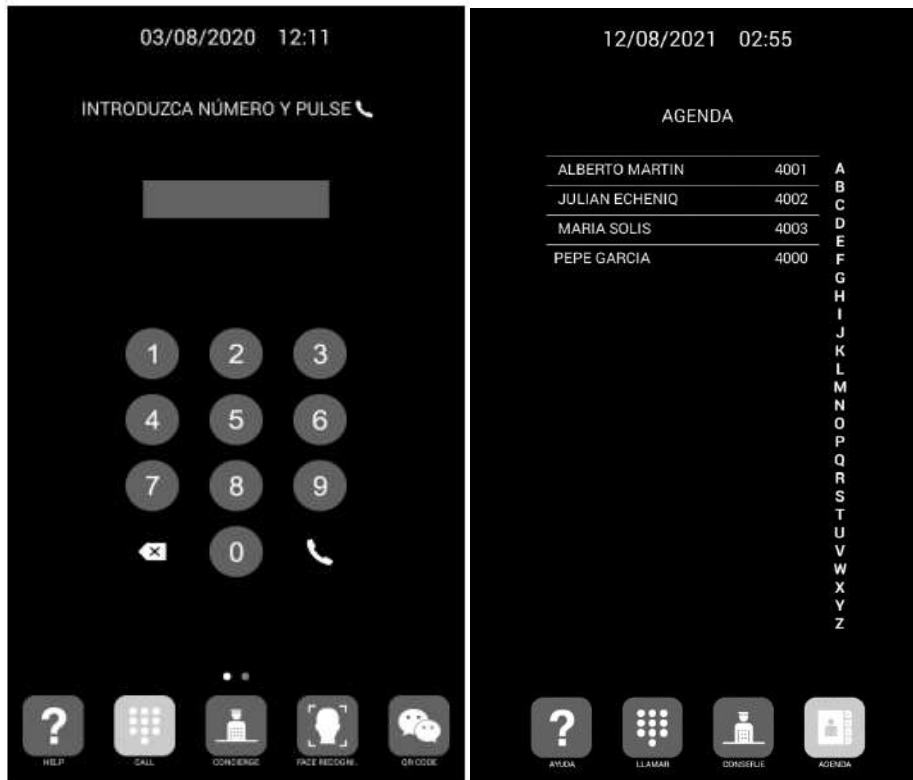 03/08/2020 12:11
INTRODUZCA NÚMERO Y PULSE
1 2 3
4 5 6
7 8 9
0
HELP CALL CONCIERGE FACE RECOGNI.. QR CODE
12/08/2021 02:55
AGENDA
ALBERTO MARTIN 4001
JULIAN ECHENIQ 4002
MARIA SOLIS 4003
PEPE GARCIA 4000
A
B
C
D
E
F
G
H
I
J
K
L
M
N
O
P
Q
R
S
T
U
V
W
X
Y
Z
AYUDA LLAMAR CONSERJE AGENDA